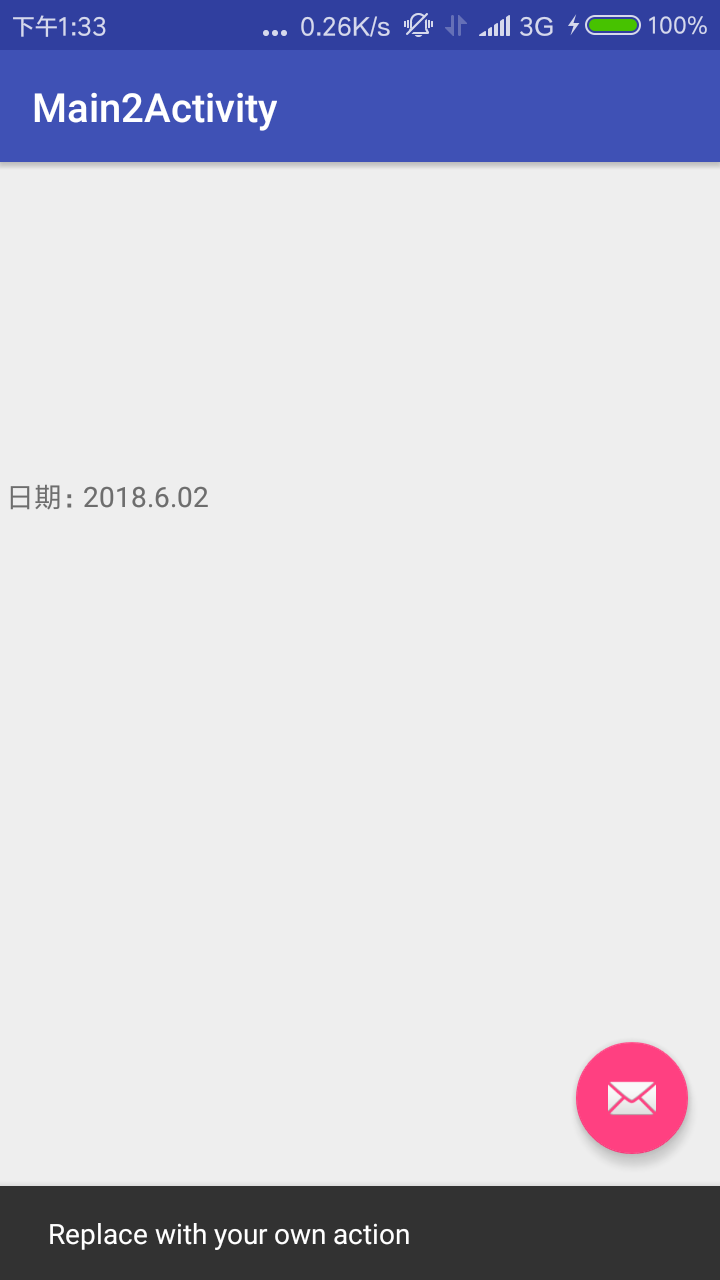 下午1:33 ... 0.26K/s 3G 100%
Main2Activity
日期: 2018.6.02
Replace with your own action